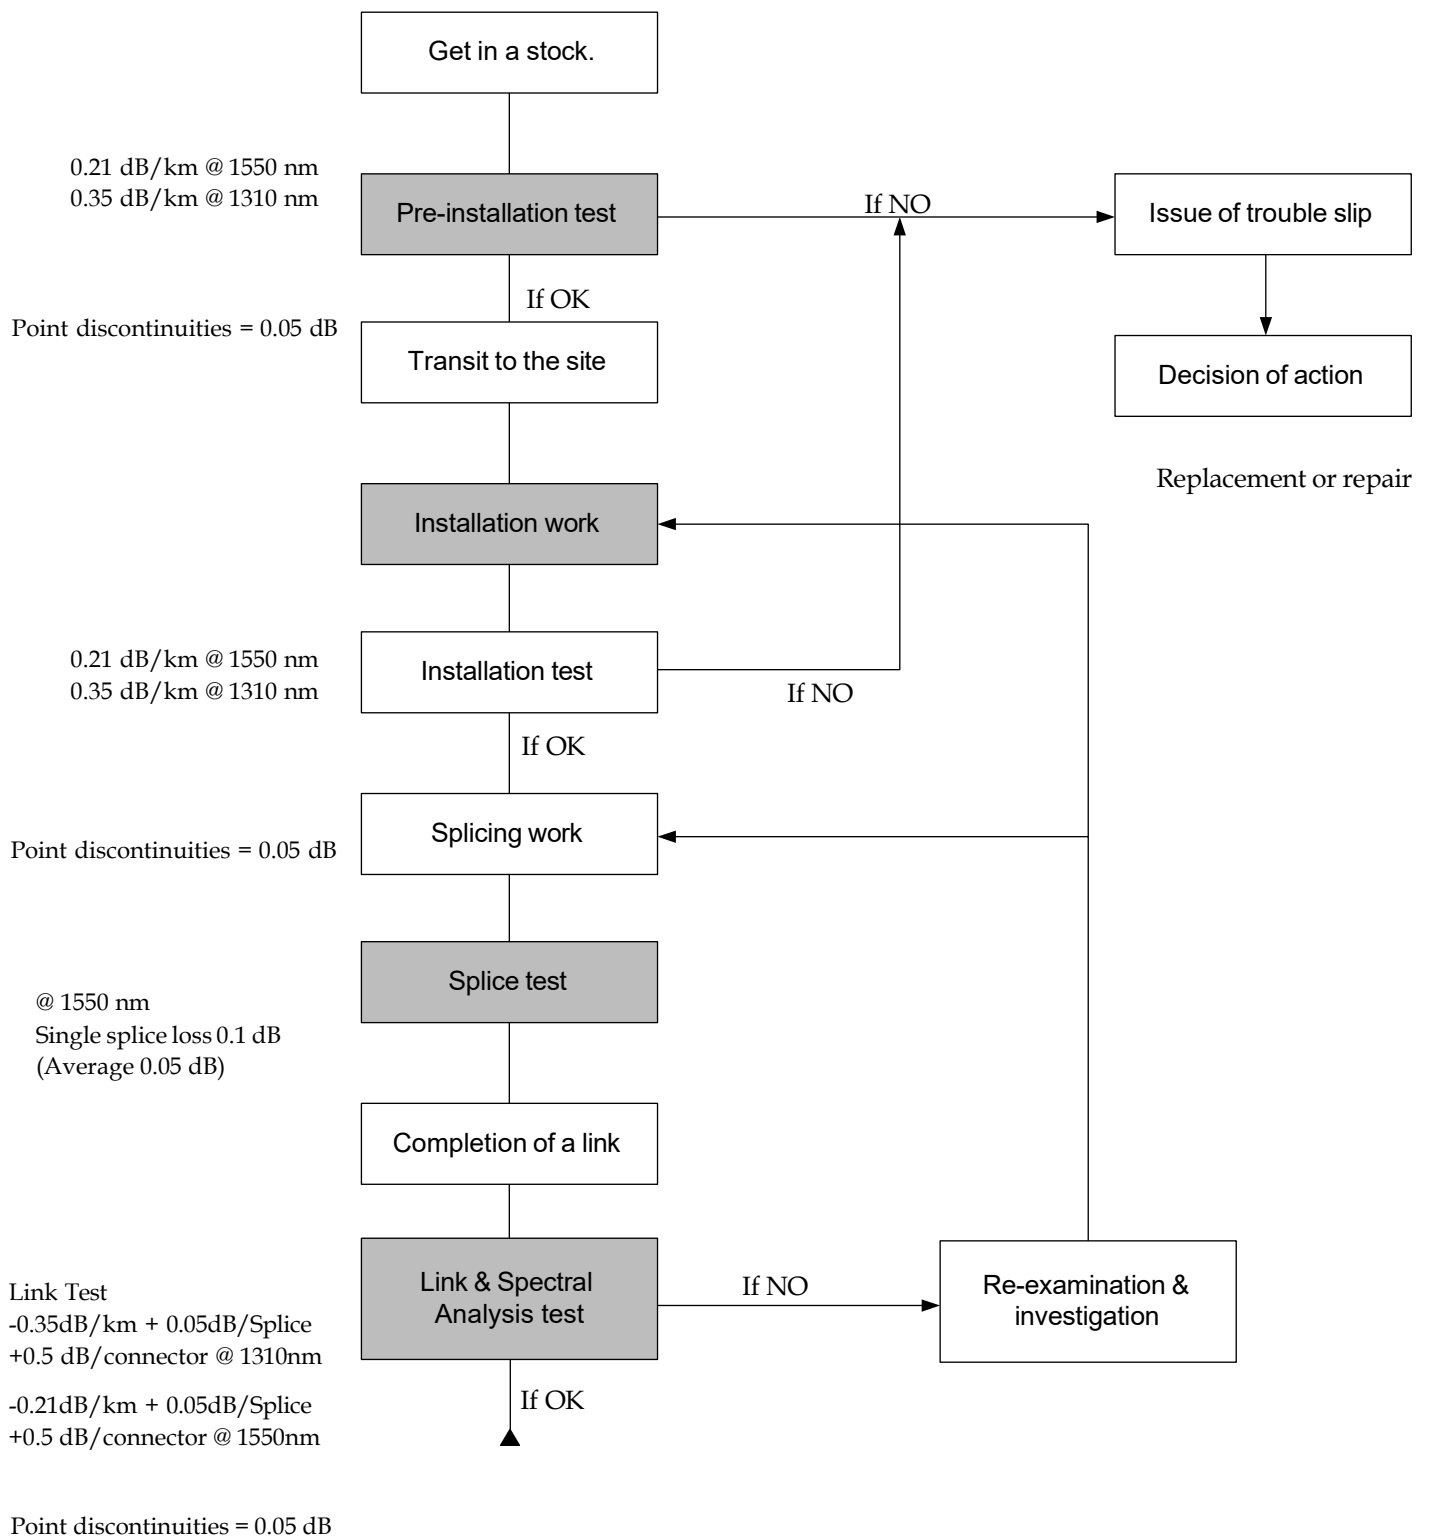 Get in a stock.
0.21 dB/km @ 1550 nm
0.35 dB/km @ 1310 nm
Pre-installation test
If NO
Issue of trouble slip
If OK
Point discontinuities = 0.05 dB
Transit to the site
Decision of action
Replacement or repair
Installation work
0.21 dB/km @ 1550 nm
0.35 dB/km @ 1310 nm
Installation test
If NO
If OK
Splicing work
Point discontinuities = 0.05 dB
Splice test
@ 1550 nm
Single splice loss 0.1 dB
(Average 0.05 dB)
Completion of a link
Link & Spectral
Analysis test
If NO
Re-examination &
investigation
Link Test
-0.35dB/km + 0.05dB/Splice
+0.5 dB/connector @ 1310nm
If OK
-0.21dB/km + 0.05dB/Splice
+0.5 dB/connector @ 1550nm
Point discontinuities = 0.05 dB